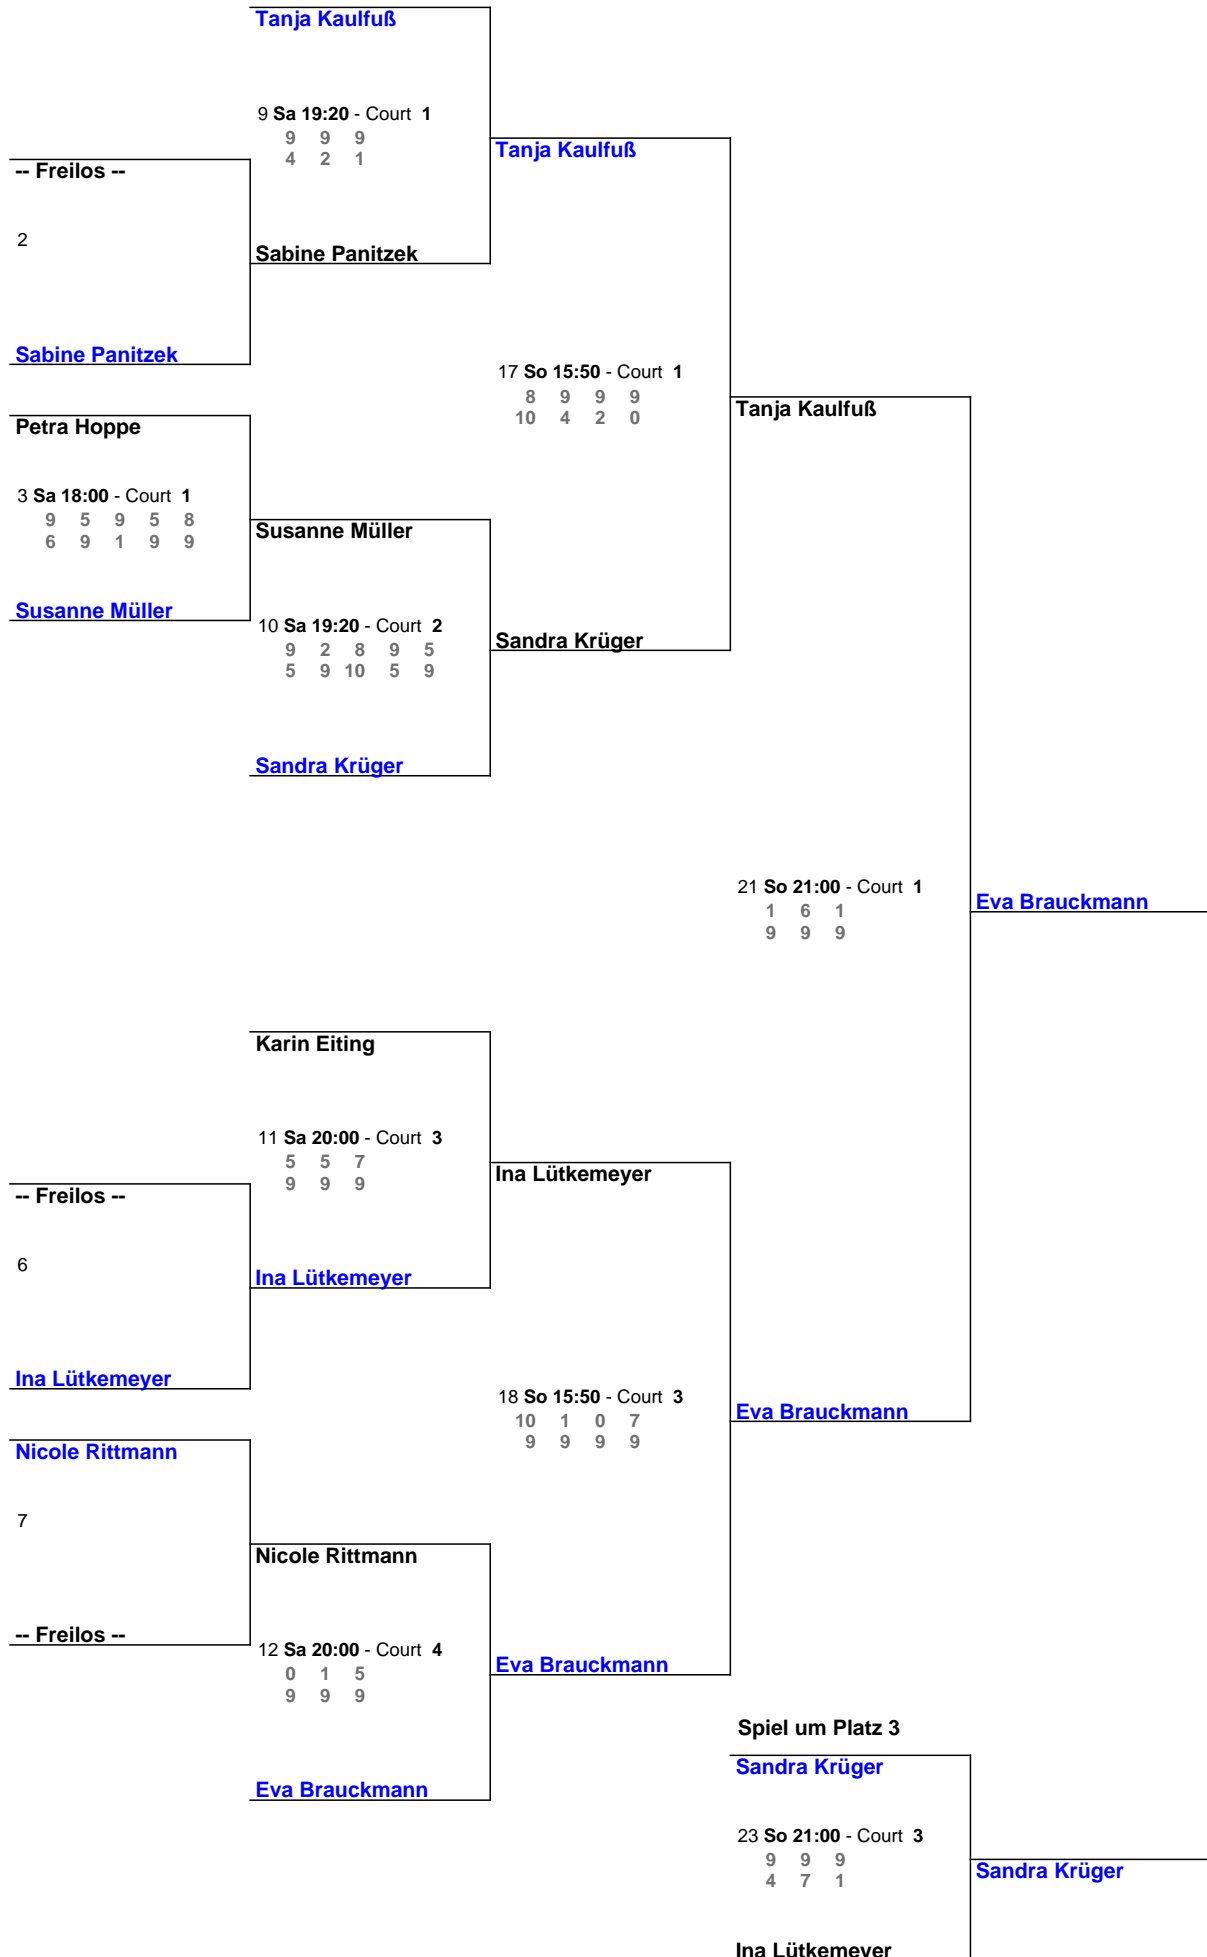 Tanja Kaulfuß
9 Sa 19:20 - Court 1
9 9 9
4 2 1
Tanja Kaulfuß
-- Freilos --
2
Sabine Panitzek
Sabine Panitzek
17 So 15:50 - Court 1
8 9 9 9
10 4 2 0
Petra Hoppe
Tanja Kaulfuß
3 Sa 18:00 - Court 1
9 5 9 5 8
6 9 1 9 9
Susanne Müller
Susanne Müller
10 Sa 19:20 - Court 2
9 2 8 9 5
5 9 10 5 9
Sandra Krüger
Sandra Krüger
21 So 21:00 - Court 1
1 6 1
9 9 9
Eva Brauckmann
Karin Eiting
11 Sa 20:00 - Court 3
5 5 7
9 9 9
Ina Lütkemeyer
-- Freilos --
6
Ina Lütkemeyer
Ina Lütkemeyer
18 So 15:50 - Court 3
10 1 0 7
9 9 9 9
Eva Brauckmann
Nicole Rittmann
7
Nicole Rittmann
-- Freilos --
12 Sa 20:00 - Court 4
0 1 5
9 9 9
Eva Brauckmann
Spiel um Platz 3
Sandra Krüger
Eva Brauckmann
23 So 21:00 - Court 3
9 9 9
4 7 1
Sandra Krüger
Ina Lütkemeyer